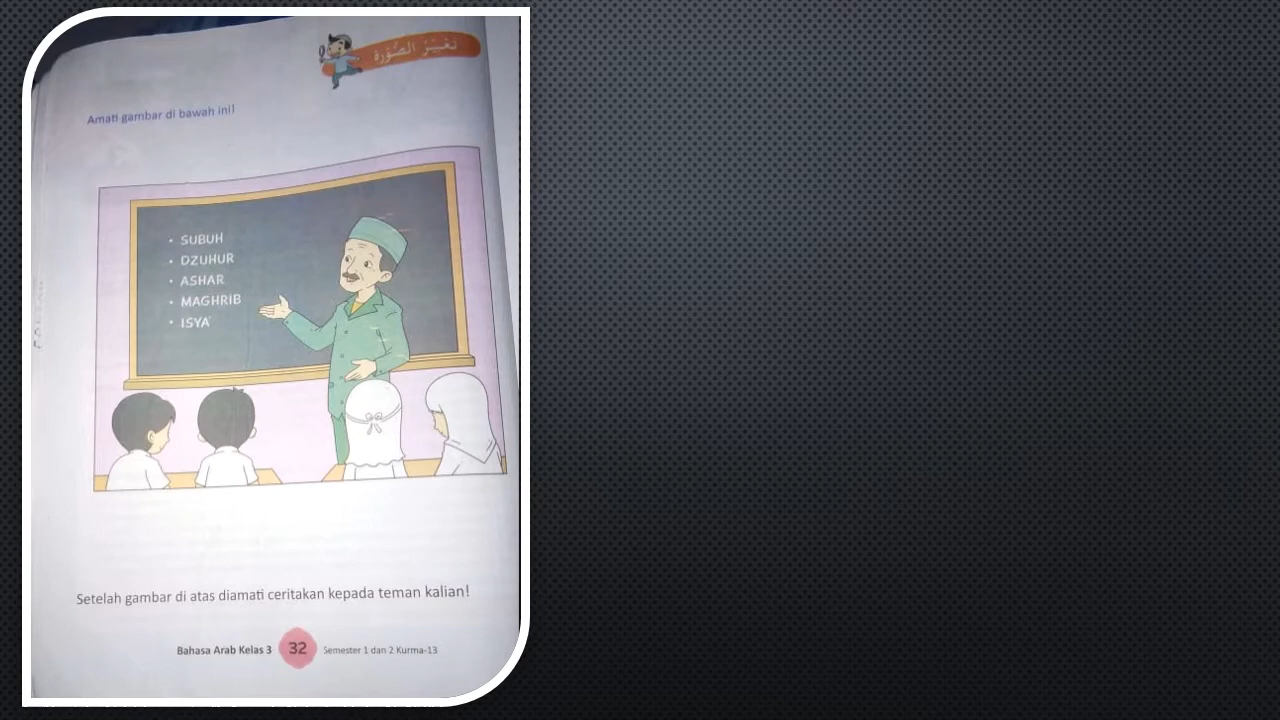 تَعْبِيْرُ الصُّوْرَةِ
Amati gambar di bawah ini!
• SUBUH
• DZUHUR
• ASHAR
• MAGHRIB
• ISYA'
Setelah gambar di atas diamati ceritakan kepada teman kalian!
Bahasa Arab Kelas 3 32 Semester 1 dan 2 Kurma-13